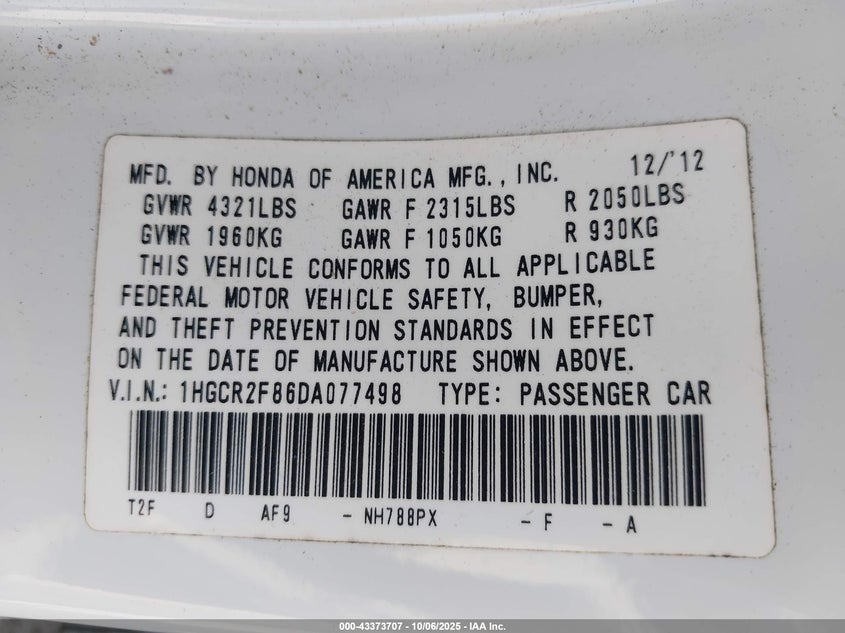 MFD. BY HONDA OF AMERICA MFG., INC. 12/'12
GVWR 4321LBS GAWR F 2315LBS R 2050LBS
GVWR 1960KG GAWR F 1050KG R 930KG
THIS VEHICLE CONFORMS TO ALL APPLICABLE
FEDERAL MOTOR VEHICLE SAFETY, BUMPER,
AND THEFT PREVENTION STANDARDS IN EFFECT
ON THE DATE OF MANUFACTURE SHOWN ABOVE.
V.I.N.: 1HGCR2F86DA077498 TYPE: PASSENGER CAR
T2F D AF9 - NH788PX - F - A
000-43373707 - 10/06/2025 - IAA Inc.